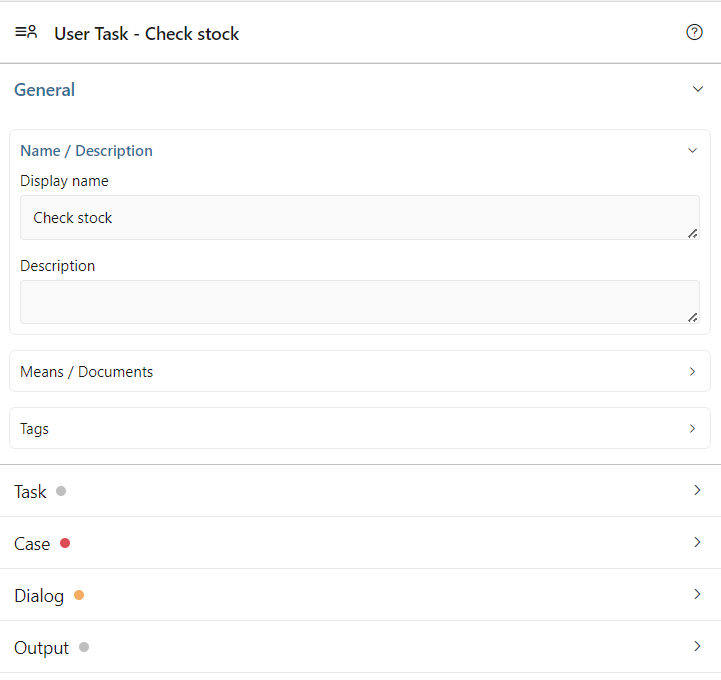 User Task - Check stock
General
Name / Description
Display name
Check stock
Description
Means / Documents
Tags
Task
Case
Dialog
Output